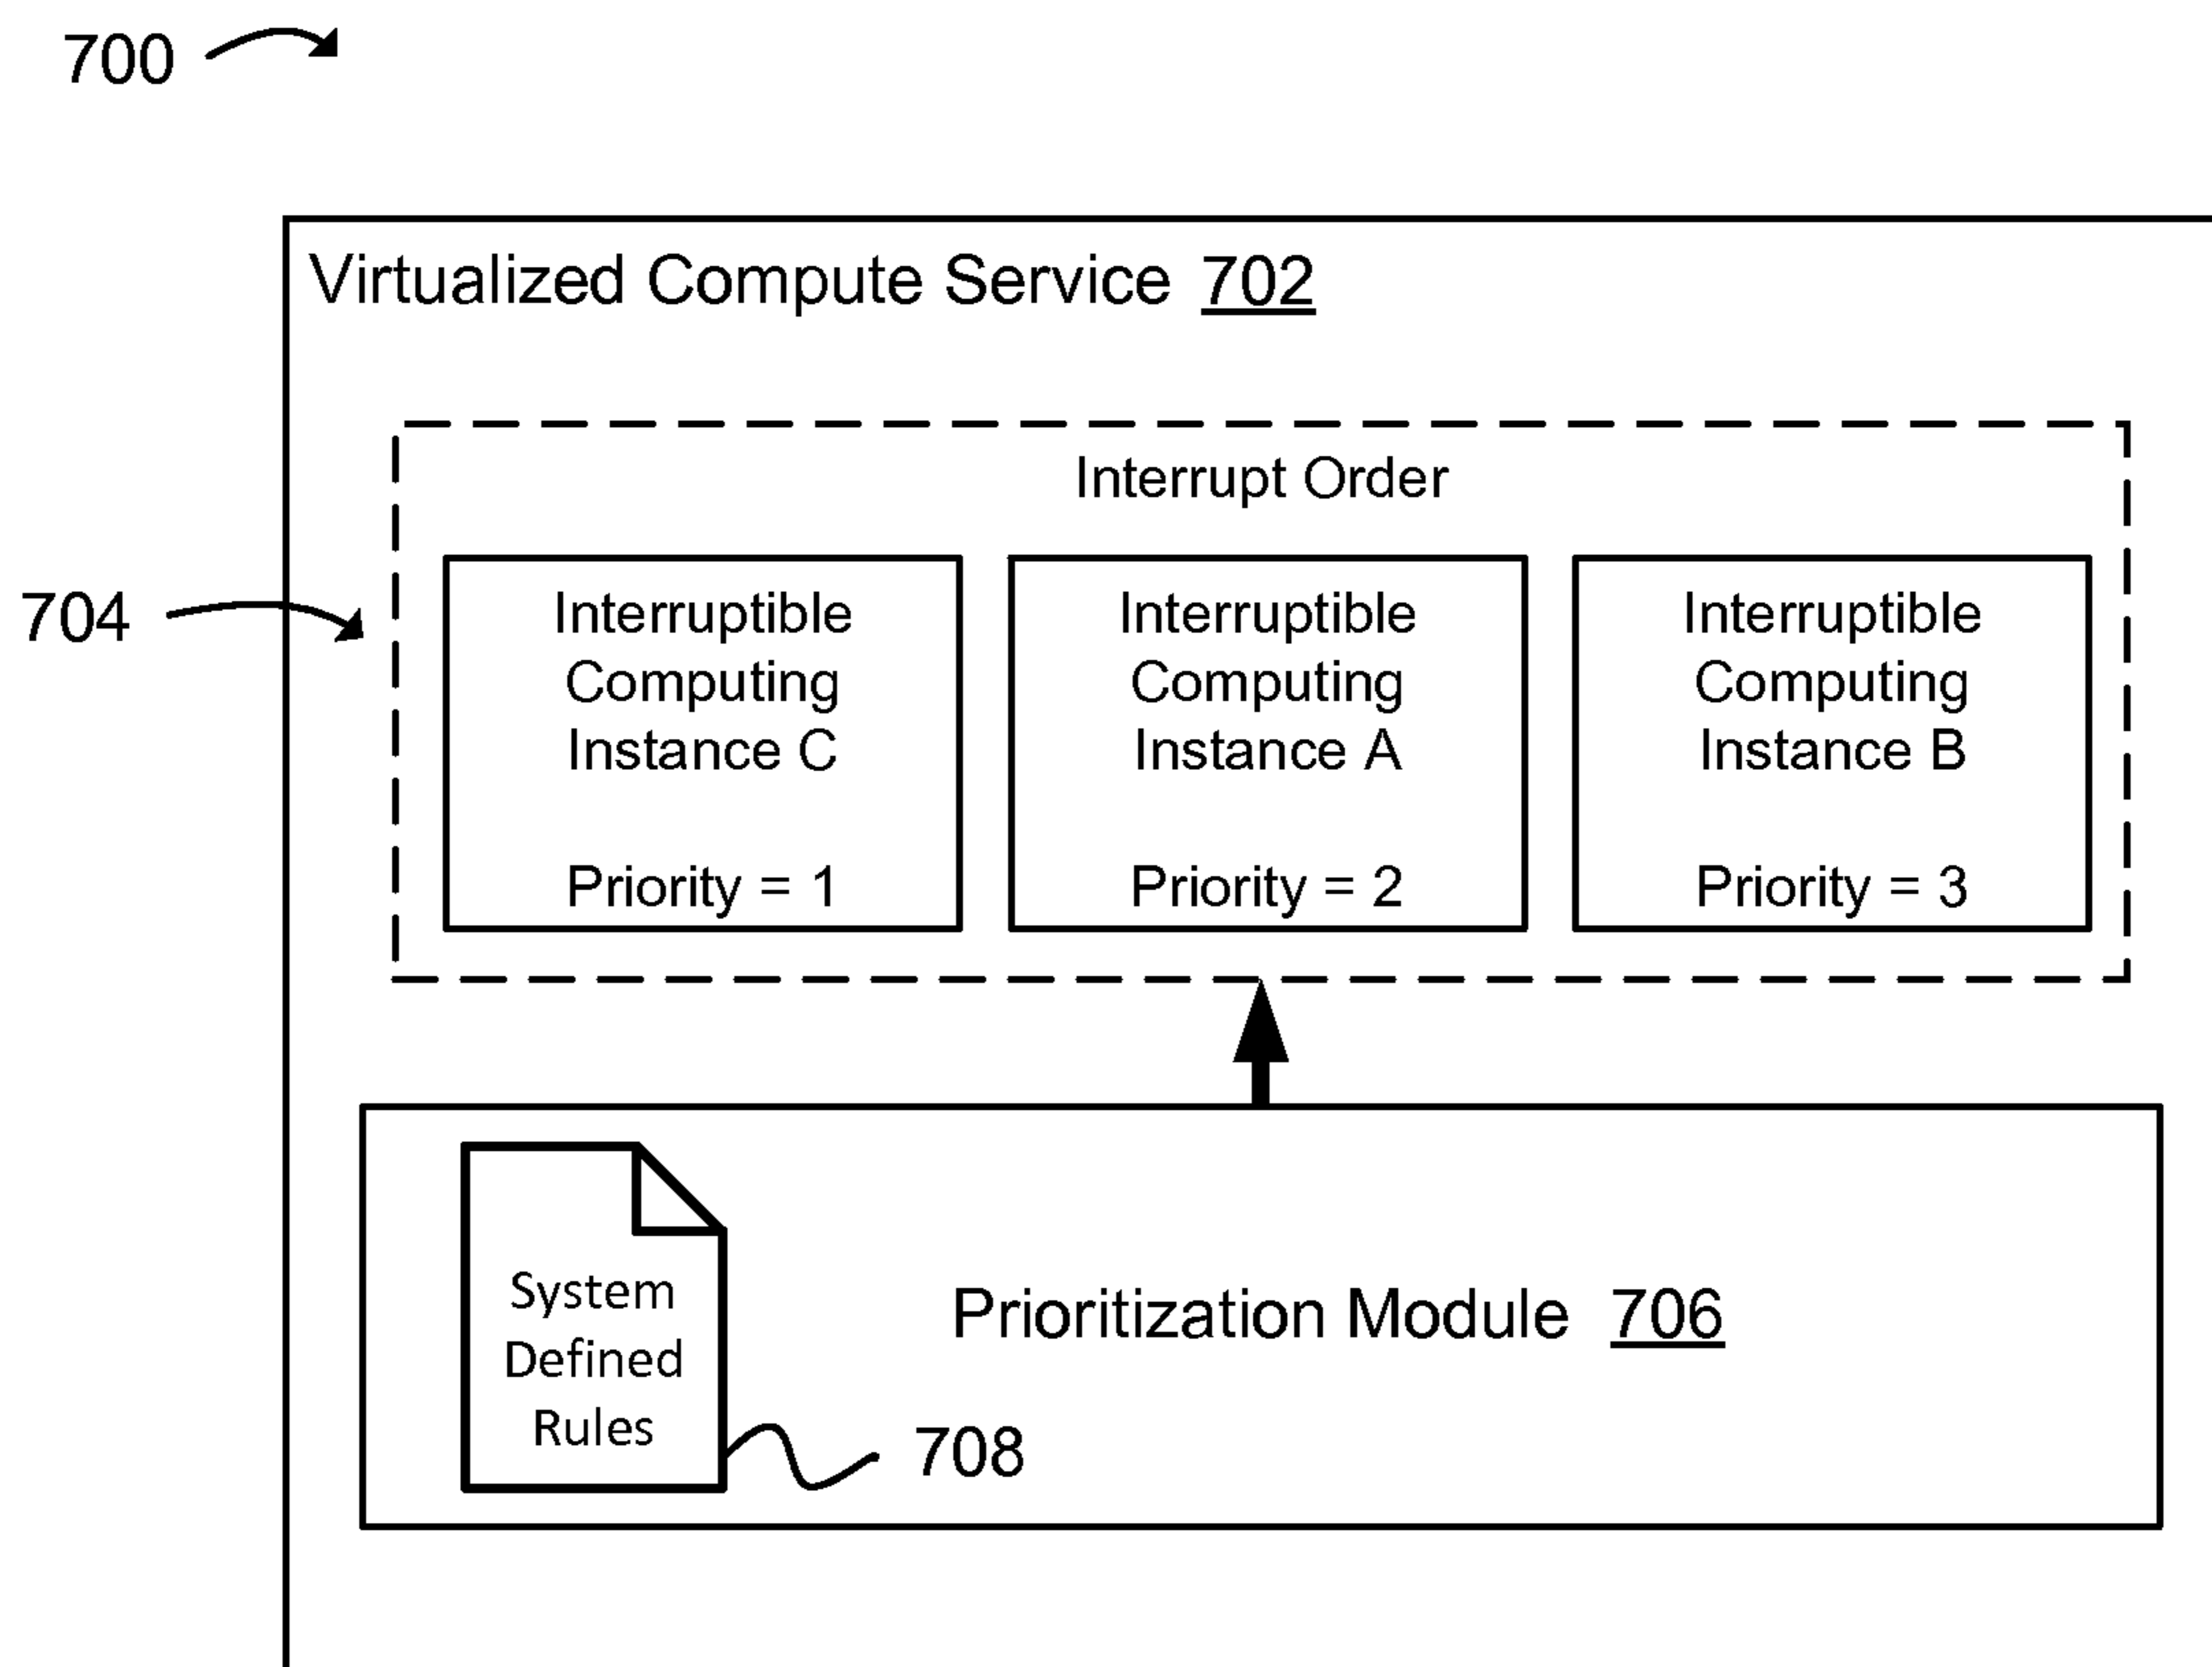 700
Virtualized Compute Service 702
Interrupt Order
704
Interruptible
Computing
Instance C
Priority = 1
Interruptible
Computing
Instance A
Priority = 2
Interruptible
Computing
Instance B
Priority = 3
System
Defined
Rules
Prioritization Module 706
708